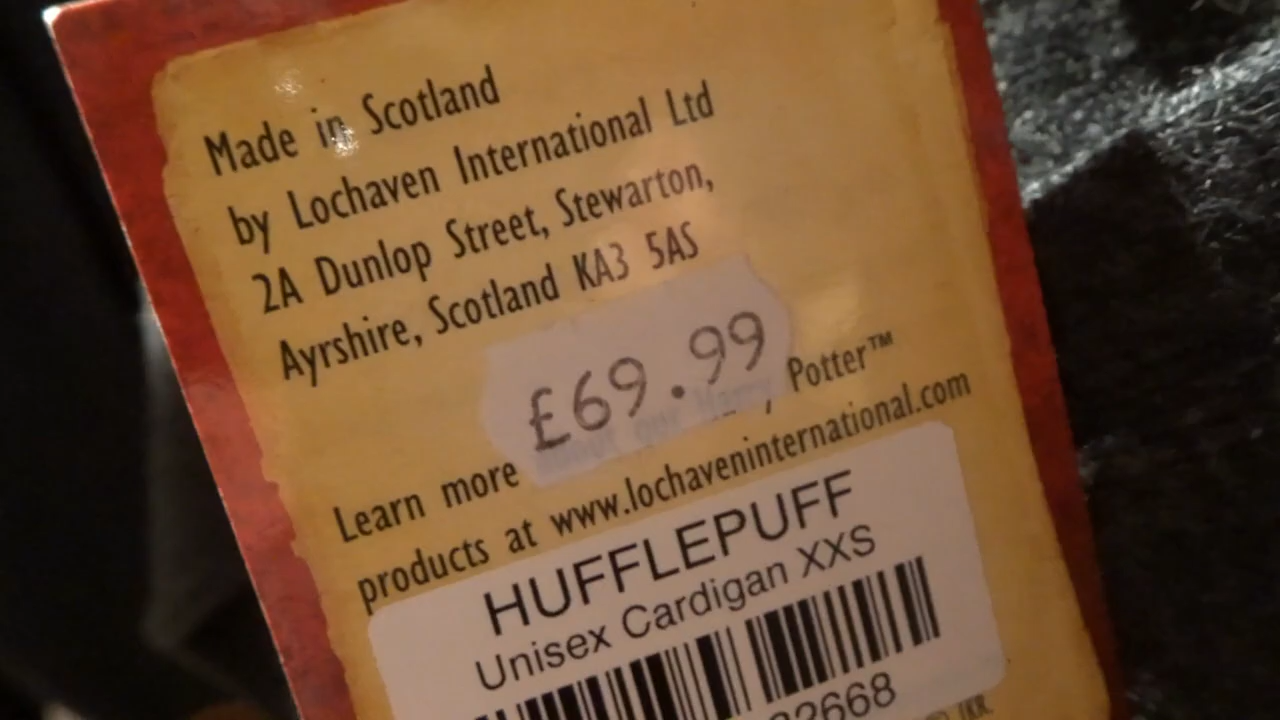 Made in Scotland
by Lochaven International Ltd
2A Dunlop Street, Stewarton,
Ayrshire, Scotland KA3 5AS
£69.99
Learn more Potter™
products at www.lochaveninternational.com
HUFFLEPUFF
Unisex Cardigan XXS
2668